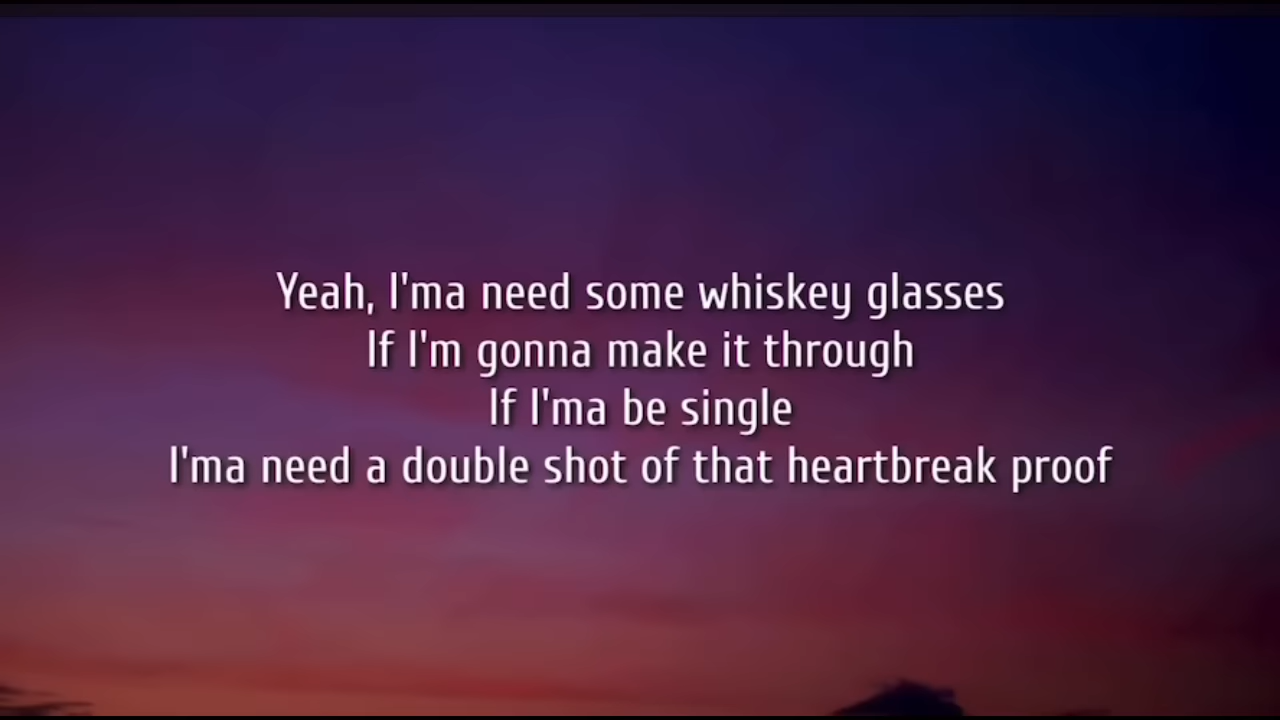 Yeah, I'ma need some whiskey glasses
If I'm gonna make it through
If I'ma be single
I'ma need a double shot of that heartbreak proof